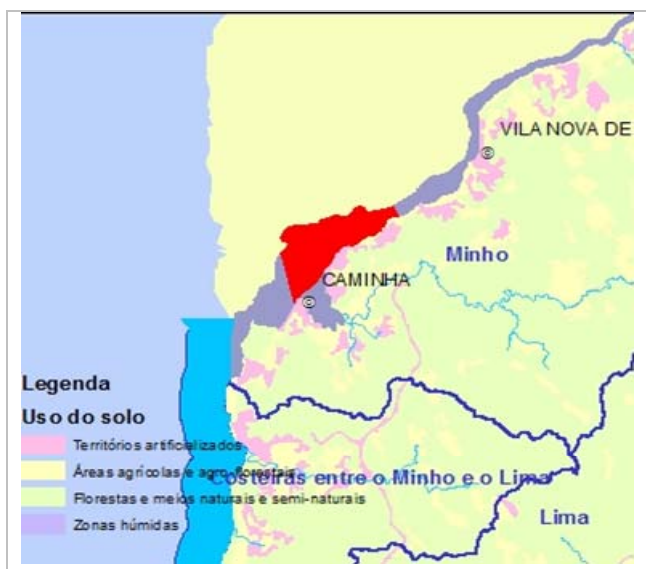 VILA NOVA DE
Minho
CAMINHA
Legenda
Uso do solo
Territórios artificializados
Áreas agrícolas e agro-florestais
Costeiras entre o Minho e o Lima
Florestas e meios naturais e semi-naturais
Lima
Zonas húmidas